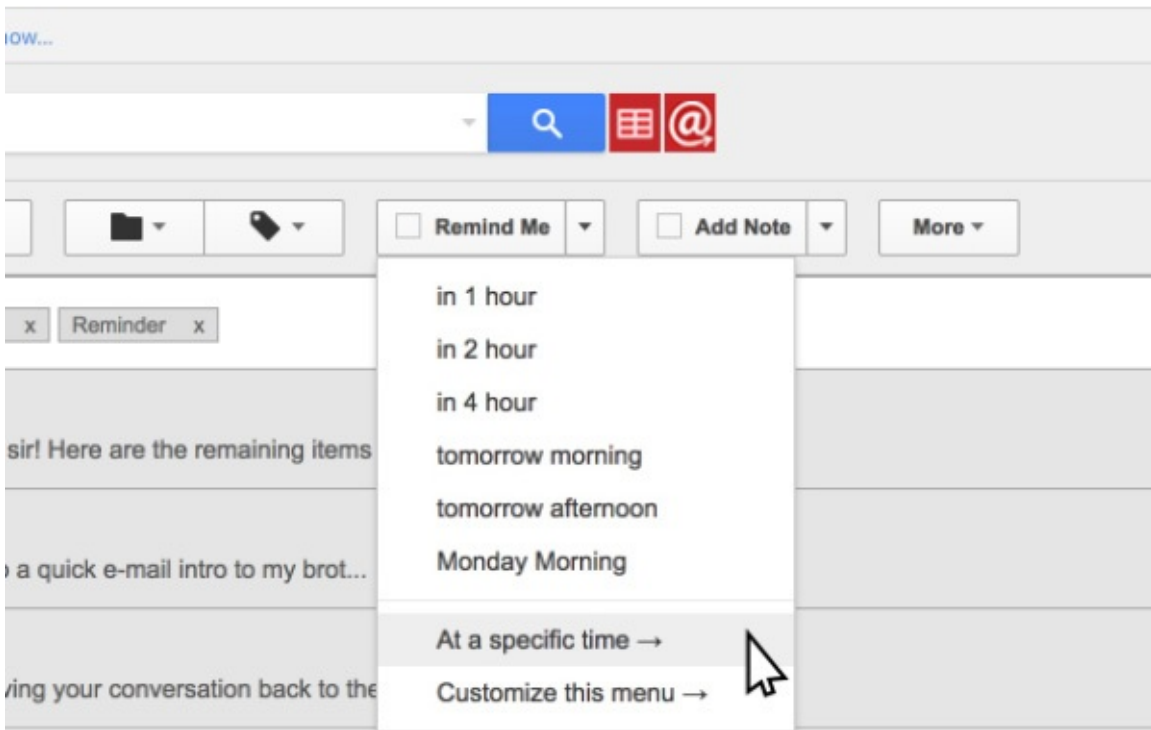 now...
Remind Me Add Note More
x Reminder x
in 1 hour
in 2 hour
in 4 hour
sir! Here are the remaining items
tomorrow morning
tomorrow afternoon
a quick e-mail intro to my brot...
Monday Morning
At a specific time →
your conversation back to the
Customize this menu →